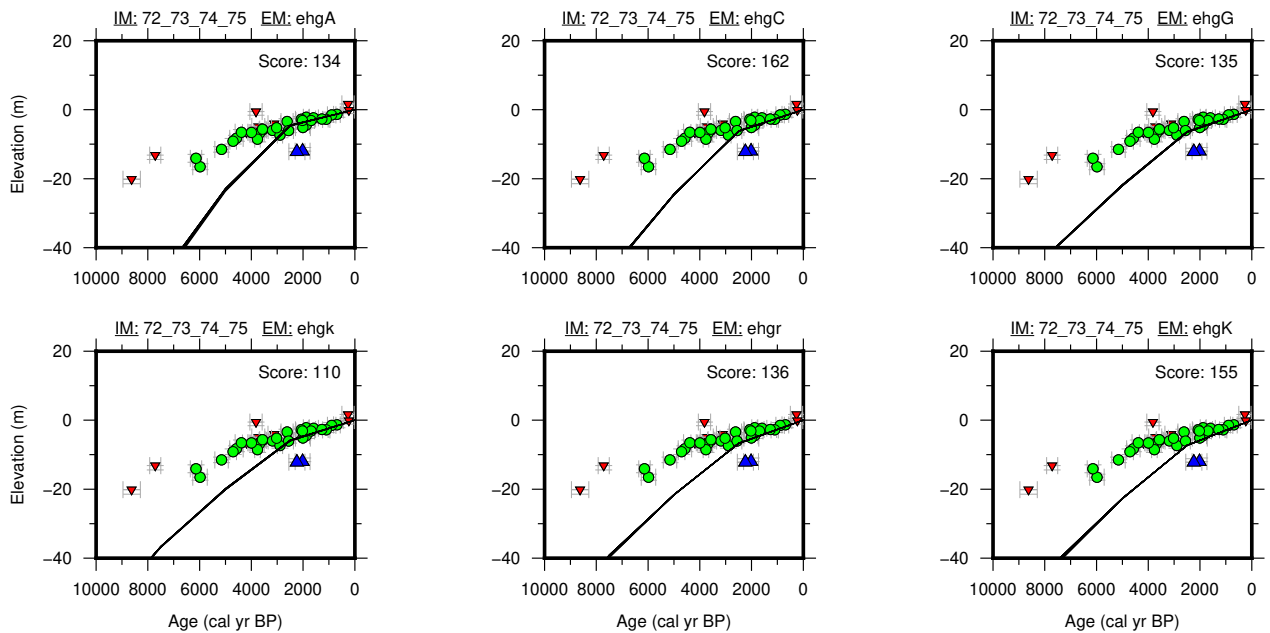 IM: 72_73_74_75 EM: ehgA
IM: 72_73_74_75 EM: ehgC
IM: 72_73_74_75 EM: ehgG
20
0
−20
−40
Elevation (m)
Score: 134
10000 8000 6000 4000 2000 0
20
0
−20
−40
Score: 162
10000 8000 6000 4000 2000 0
20
0
−20
−40
Score: 135
10000 8000 6000 4000 2000 0
IM: 72_73_74_75 EM: ehgk
IM: 72_73_74_75 EM: ehgr
IM: 72_73_74_75 EM: ehgK
20
0
−20
−40
Elevation (m)
Score: 110
10000 8000 6000 4000 2000 0
Age (cal yr BP)
20
0
−20
−40
Score: 136
10000 8000 6000 4000 2000 0
Age (cal yr BP)
20
0
−20
−40
Score: 155
10000 8000 6000 4000 2000 0
Age (cal yr BP)